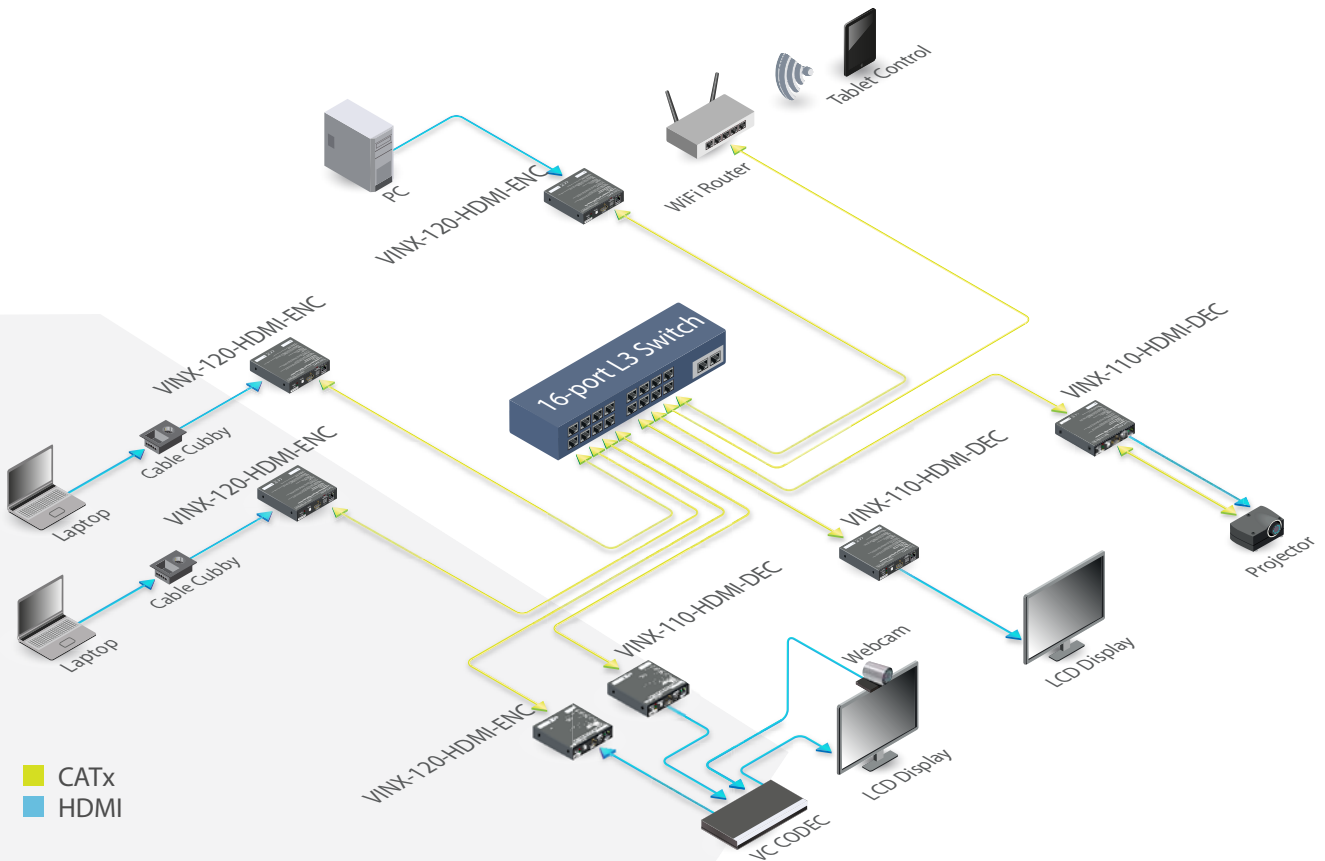 Tablet Control
WiFi Router
PC
VINX-120-HDMI-ENC
VINX-120-HDMI-ENC
16-port L3 Switch
VINX-110-HDMI-DEC
Cable Cubby
Laptop
VINX-120-HDMI-ENC
VINX-110-HDMI-DEC
Projector
Cable Cubby
Laptop
VINX-110-HDMI-DEC
Webcam
LCD Display
VINX-120-HDMI-ENC
LCD Display
VC CODEC
CATx
HDMI